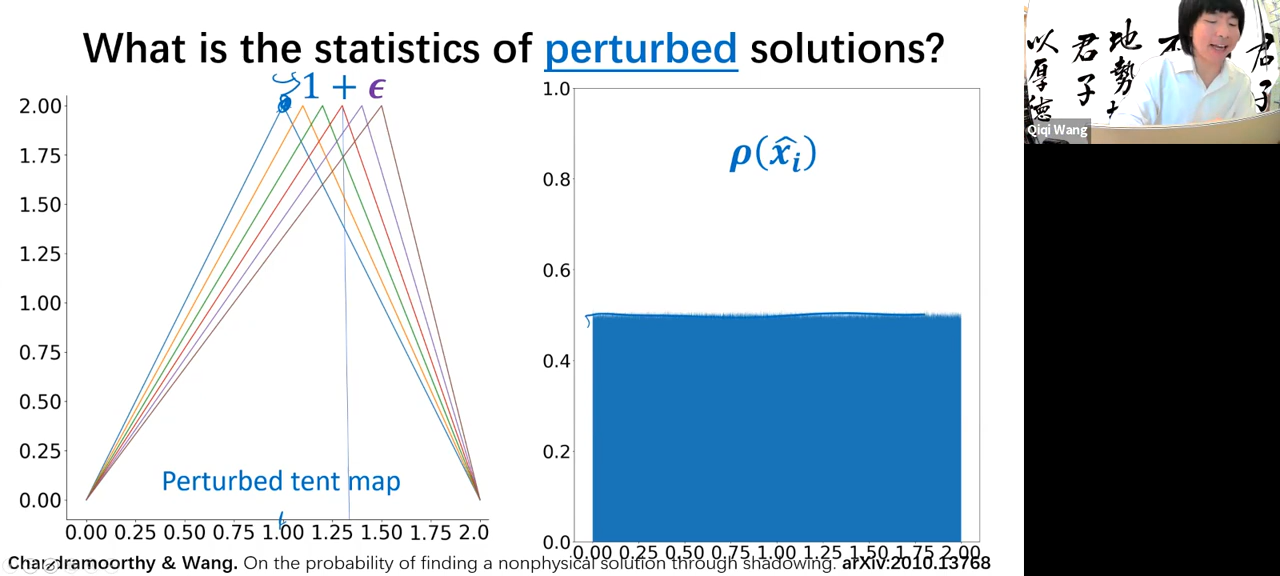 What is the statistics of perturbed solutions?
1 + ϵ
2.00
1.75
1.50
1.25
1.00
0.75
0.50
0.25
0.00
Perturbed tent map
0.00 0.25 0.50 0.75 1.00 1.25 1.50 1.75 2.0
1.0
0.8
0.6
0.4
0.2
0.0
ρ(x̂ᵢ)
0.00 0.25 0.50 0.75 1.00 1.25 1.50 1.75 2.00
Chandramoorthy & Wang. On the probability of finding a nonphysical solution through shadowing. arXiv:2010.13768
以厚德
君子
地勢
君子
Qiqi Wang